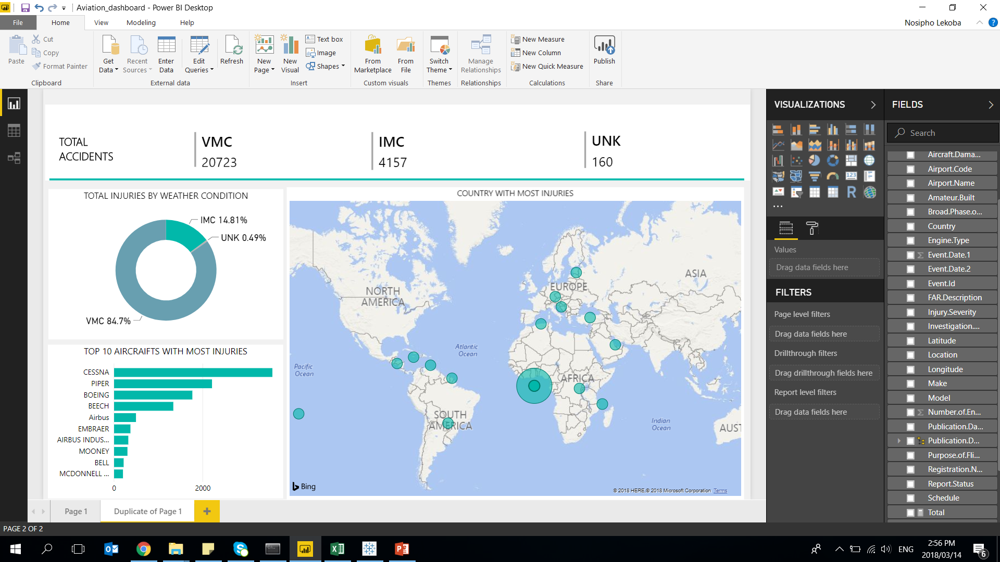 Aviation_dashboard - Power BI Desktop
File
Home
View
Modeling
Help
Nosipho Lekoba
?
Paste
Cut
Copy
Format Painter
Clipboard
Get Data
Recent Sources
Enter Data
Edit Queries
External data
Refresh
New Page
New Visual
Text box
Image
Shapes
Insert
From Marketplace
From File
Custom visuals
Switch Theme
Themes
Manage Relationships
Relationships
New Measure
New Column
New Quick Measure
Calculations
Publish
Share
TOTAL
ACCIDENTS
VMC
20723
IMC
4157
UNK
160
TOTAL INJURIES BY WEATHER CONDITION
IMC 14.81%
UNK 0.49%
VMC 84.7%
TOP 10 AIRCRAIFTS WITH MOST INJURIES
CESSNA
PIPER
BOEING
BEECH
Airbus
EMBRAER
AIRBUS INDUS...
MOONEY
BELL
MCDONNELL ...
0
2000
COUNTRY WITH MOST INJURIES
NORTH
AMERICA
EUROPE
ASIA
Atlantic
Ocean
Pacific
Ocean
AFRICA
SOUTH
AMERICA
Indian
Ocean
AUST
Bing
© 2018 HERE,© 2018 Microsoft Corporation Terms
VISUALIZATIONS
123
R
...
Values
Drag data fields here
FILTERS
Page level filters
Drag data fields here
Drillthrough filters
Drag drillthrough fields here
Report level filters
Drag data fields here
FIELDS
Search
Aircraft.Dama...
Airport.Code
Airport.Name
Amateur.Built
Broad.Phase.o...
Country
Engine.Type
Event.Date.1
Event.Date.2
Event.Id
FAR.Description
Injury.Severity
Investigation....
Latitude
Location
Longitude
Make
Model
Number.of.En...
Publication.Da...
Publication.D...
Purpose.of.Fli...
Registration.N...
Report.Status
Schedule
Total
Page 1
Duplicate of Page 1
+
PAGE 2 OF 2
ENG
2:56 PM
2018/03/14
6